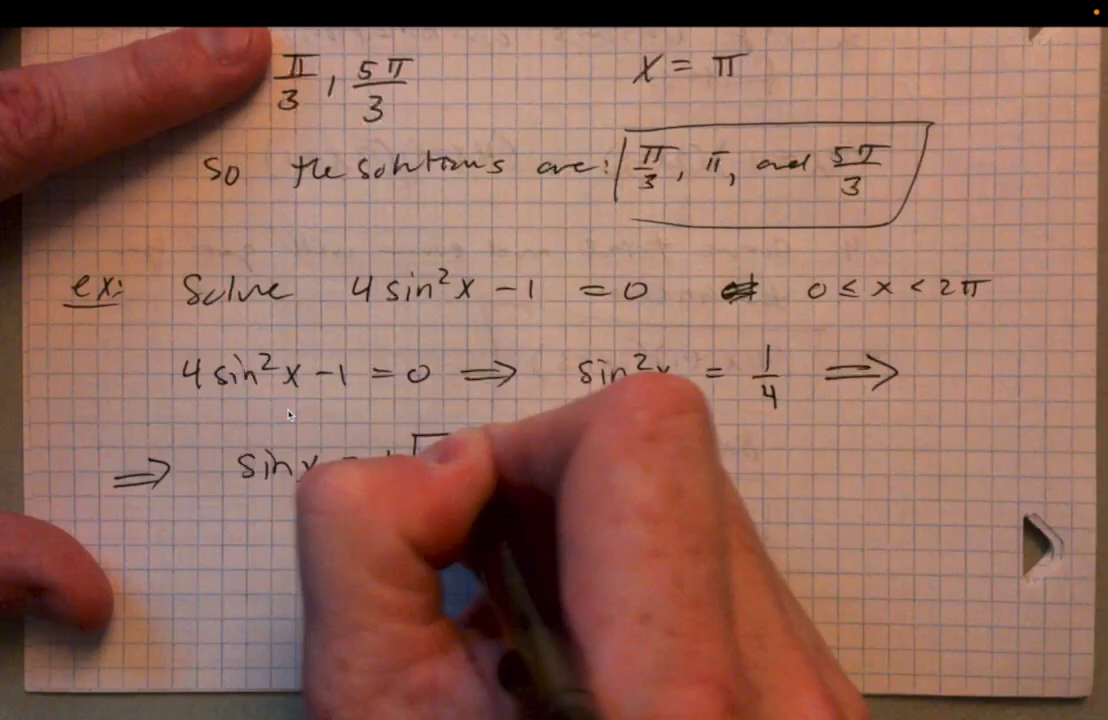 π/3, 5π/3 x = π
so the solutions are: π/3, π, and 5π/3
ex: Solve 4 sin²x − 1 = 0 0 ≤ x < 2π
4 sin²x − 1 = 0 ⟹ sin²x = 1/4 ⟹
⟹ sin x =